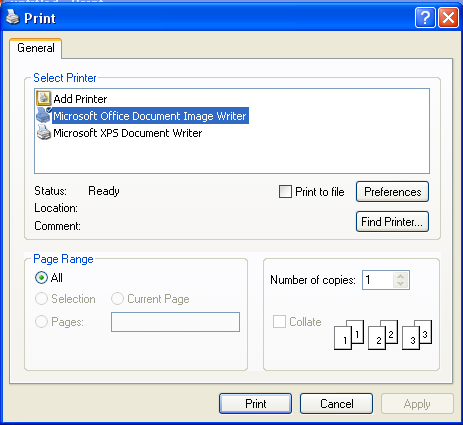 Print
General
Select Printer
Add Printer
Microsoft Office Document Image Writer
Microsoft XPS Document Writer
Status: Ready
Print to file
Preferences
Location:
Comment:
Find Printer...
Page Range
All
Selection
Current Page
Pages:
Number of copies: 1
Collate
1 1 2 2 3 3
Print
Cancel
Apply